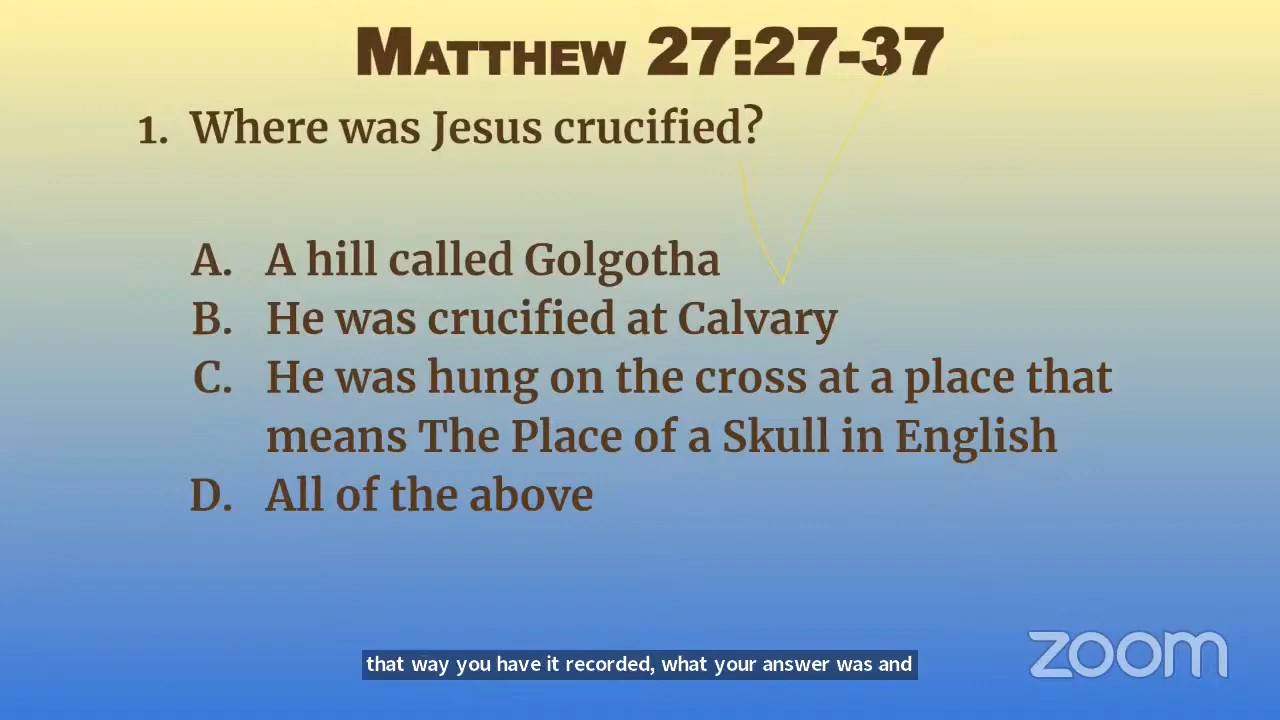 MATTHEW 27:27-37
1. Where was Jesus crucified?
A. A hill called Golgotha
B. He was crucified at Calvary
C. He was hung on the cross at a place that
means The Place of a Skull in English
D. All of the above
that way you have it recorded, what your answer was and
zoom